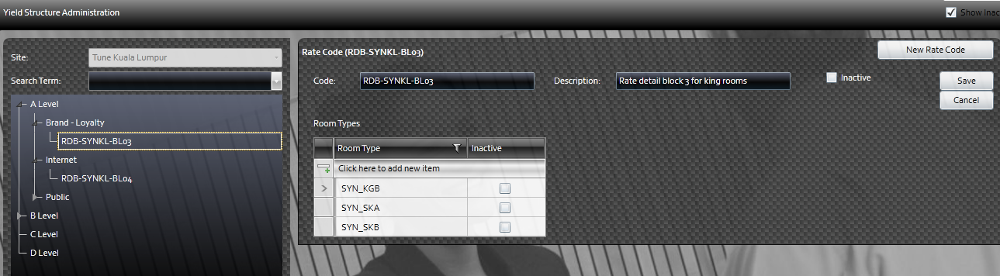 Yield Structure Administration
Show Inac
Site:
Tune Kuala Lumpur
Search Term:
A Level
Brand - Loyalty
RDB-SYNKL-BL03
Internet
RDB-SYNKL-BL04
Public
B Level
C Level
D Level
Rate Code (RDB-SYNKL-BL03)
New Rate Code
Code:
RDB-SYNKL-BL03
Description:
Rate detail block 3 for king rooms
Inactive
Save
Cancel
Room Types
Room Type Inactive
Click here to add new item
SYN_KGB
SYN_SKA
SYN_SKB